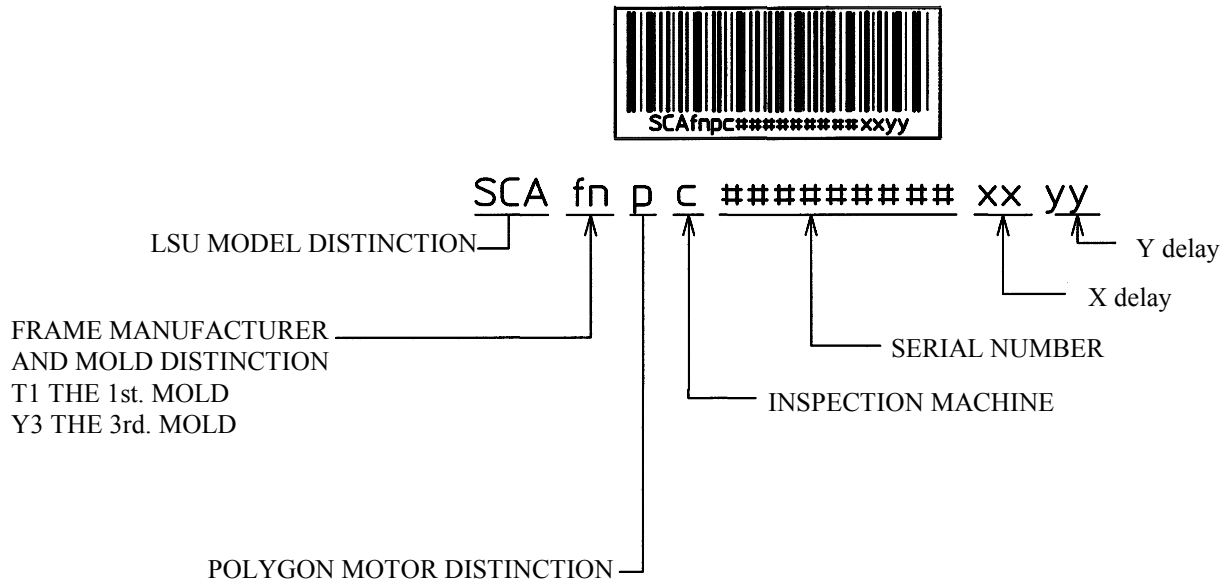 SCAfnpc#########xxyy
SCA fn p c ######### xx yy
LSU MODEL DISTINCTION
Y delay
X delay
FRAME MANUFACTURER
AND MOLD DISTINCTION
T1 THE 1st. MOLD
Y3 THE 3rd. MOLD
SERIAL NUMBER
INSPECTION MACHINE
POLYGON MOTOR DISTINCTION